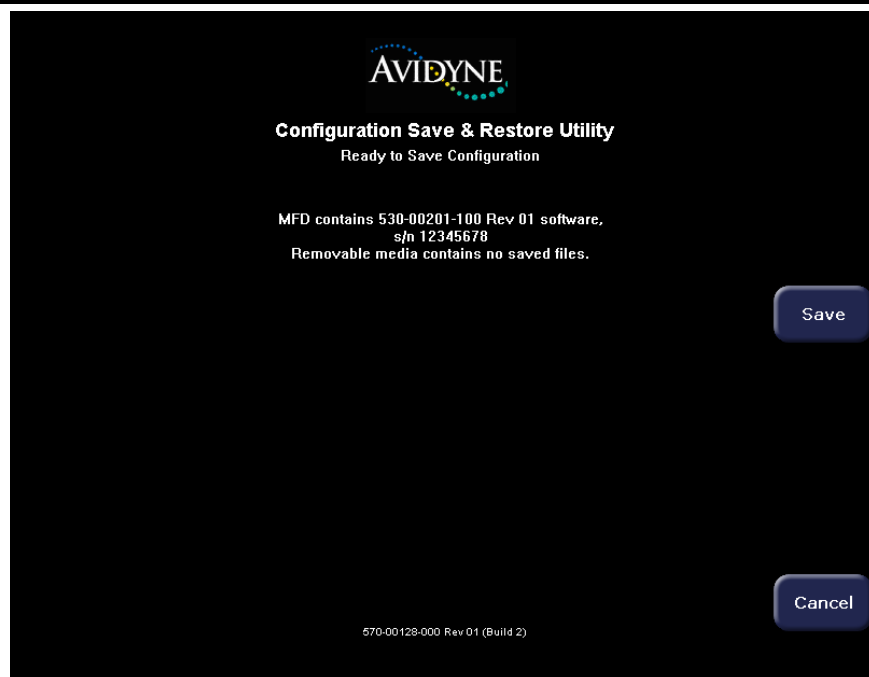 AVIDYNE
Configuration Save & Restore Utility
Ready to Save Configuration
MFD contains 530-00201-100 Rev 01 software,
s/n 12345678
Removable media contains no saved files.
Save
Cancel
570-00128-000 Rev 01 (Build 2)